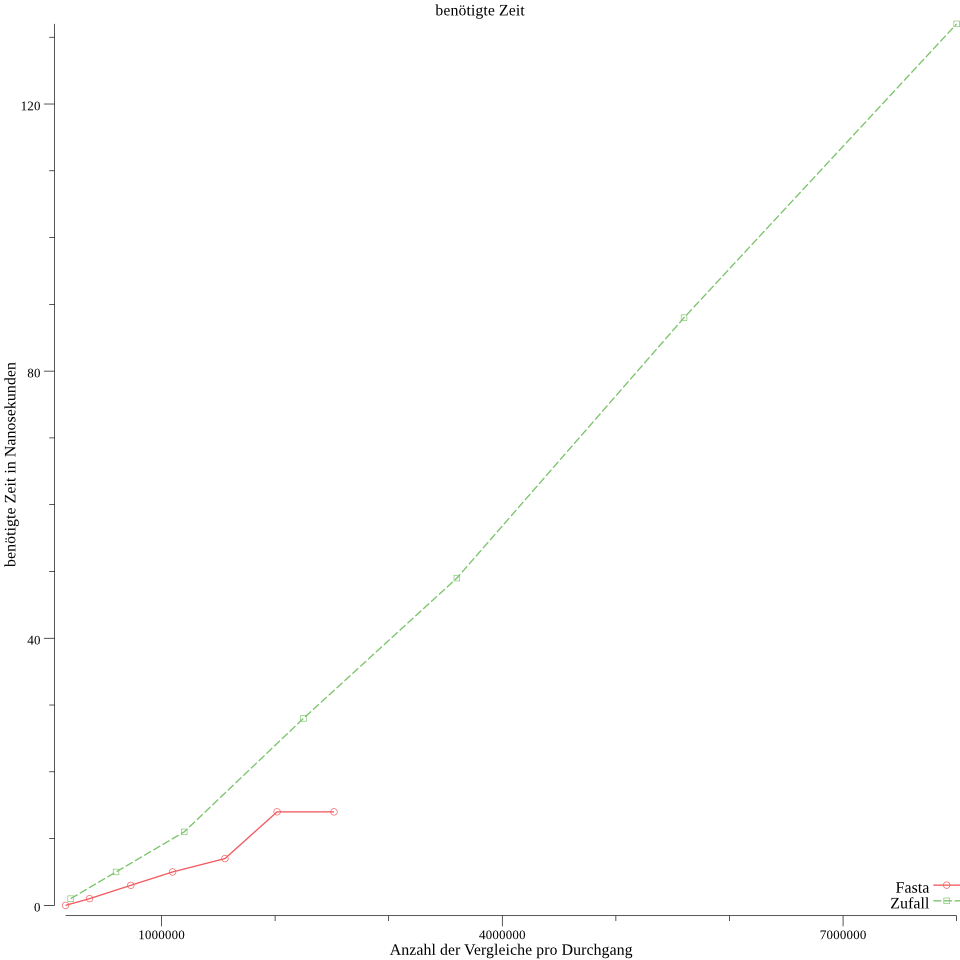 benötigte Zeit
120
80
40
0
benötigte Zeit in Nanosekunden
1000000
4000000
7000000
Anzahl der Vergleiche pro Durchgang
Fasta
Zufall